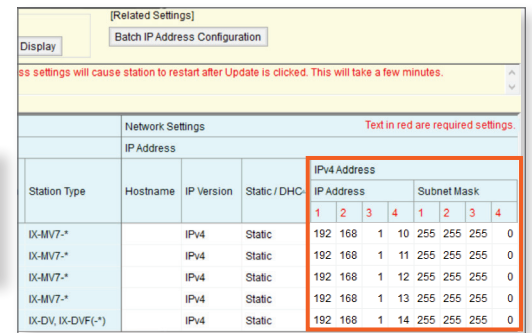 [Related Settings]
Display
Batch IP Address Configuration
ss settings will cause station to restart after Update is clicked. This will take a few minutes.
Network Settings Text in red are required settings.
IP Address
IPv4 Address
Station Type Hostname IP Version Static / DHC IP Address Subnet Mask
1 2 3 4 1 2 3 4
IX-MV7-* IPv4 Static 192 168 1 10 255 255 255 0
IX-MV7-* IPv4 Static 192 168 1 11 255 255 255 0
IX-MV7-* IPv4 Static 192 168 1 12 255 255 255 0
IX-MV7-* IPv4 Static 192 168 1 13 255 255 255 0
IX-DV, IX-DVF(-*) IPv4 Static 192 168 1 14 255 255 255 0